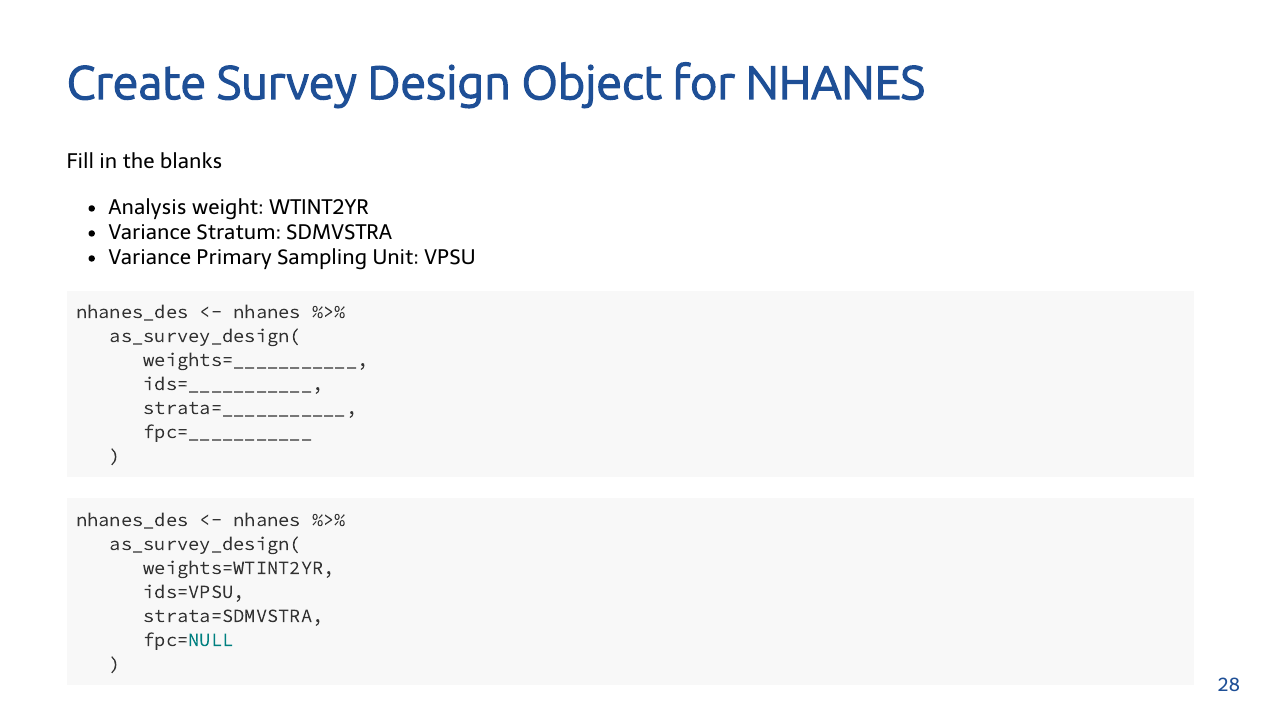 Create Survey Design Object for NHANES
Fill in the blanks
• Analysis weight: WTINT2YR
• Variance Stratum: SDMVSTRA
• Variance Primary Sampling Unit: VPSU
nhanes_des <- nhanes %>%
   as_survey_design(
      weights=___________,
      ids=___________,
      strata=___________,
      fpc=___________
   )
nhanes_des <- nhanes %>%
   as_survey_design(
      weights=WTINT2YR,
      ids=VPSU,
      strata=SDMVSTRA,
      fpc=NULL
   )
28